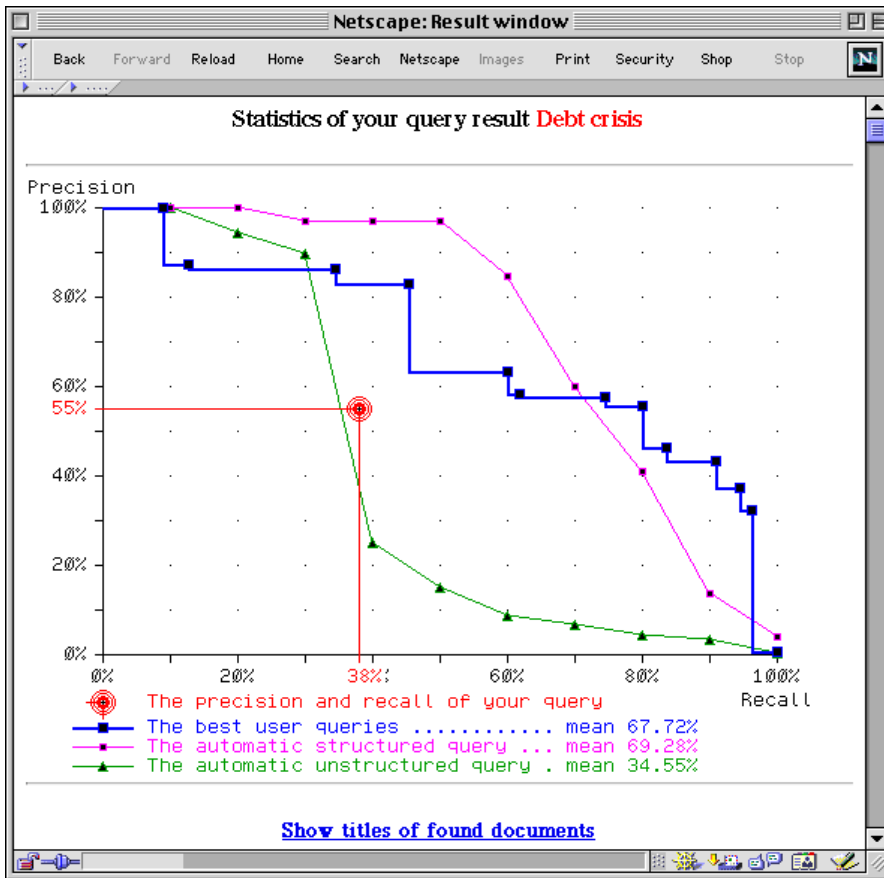 Netscape: Result window
Back Forward Reload Home Search Netscape Images Print Security Shop Stop N
Statistics of your query result Debt crisis
Precision
100%
80%
60%
55%
40%
20%
0%
0% 20% 38% 60% 80% 100%
Recall
The precision and recall of your query
The best user queries ............ mean 67.72%
The automatic structured query ... mean 69.28%
The automatic unstructured query . mean 34.55%
Show titles of found documents